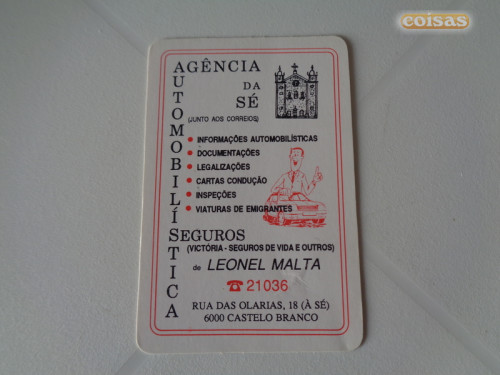 coisas
AGÊNCIA
AUTOMOBILÍSTICA
DA
SÉ
(JUNTO AOS CORREIOS)
• INFORMAÇÕES AUTOMOBILÍSTICAS
• DOCUMENTAÇÕES
• LEGALIZAÇÕES
• CARTAS CONDUÇÃO
• INSPEÇÕES
• VIATURAS DE EMIGRANTES
SEGUROS
(VICTÓRIA - SEGUROS DE VIDA E OUTROS)
de LEONEL MALTA
☎ 21036
RUA DAS OLARIAS, 18 (À SÉ)
6000 CASTELO BRANCO